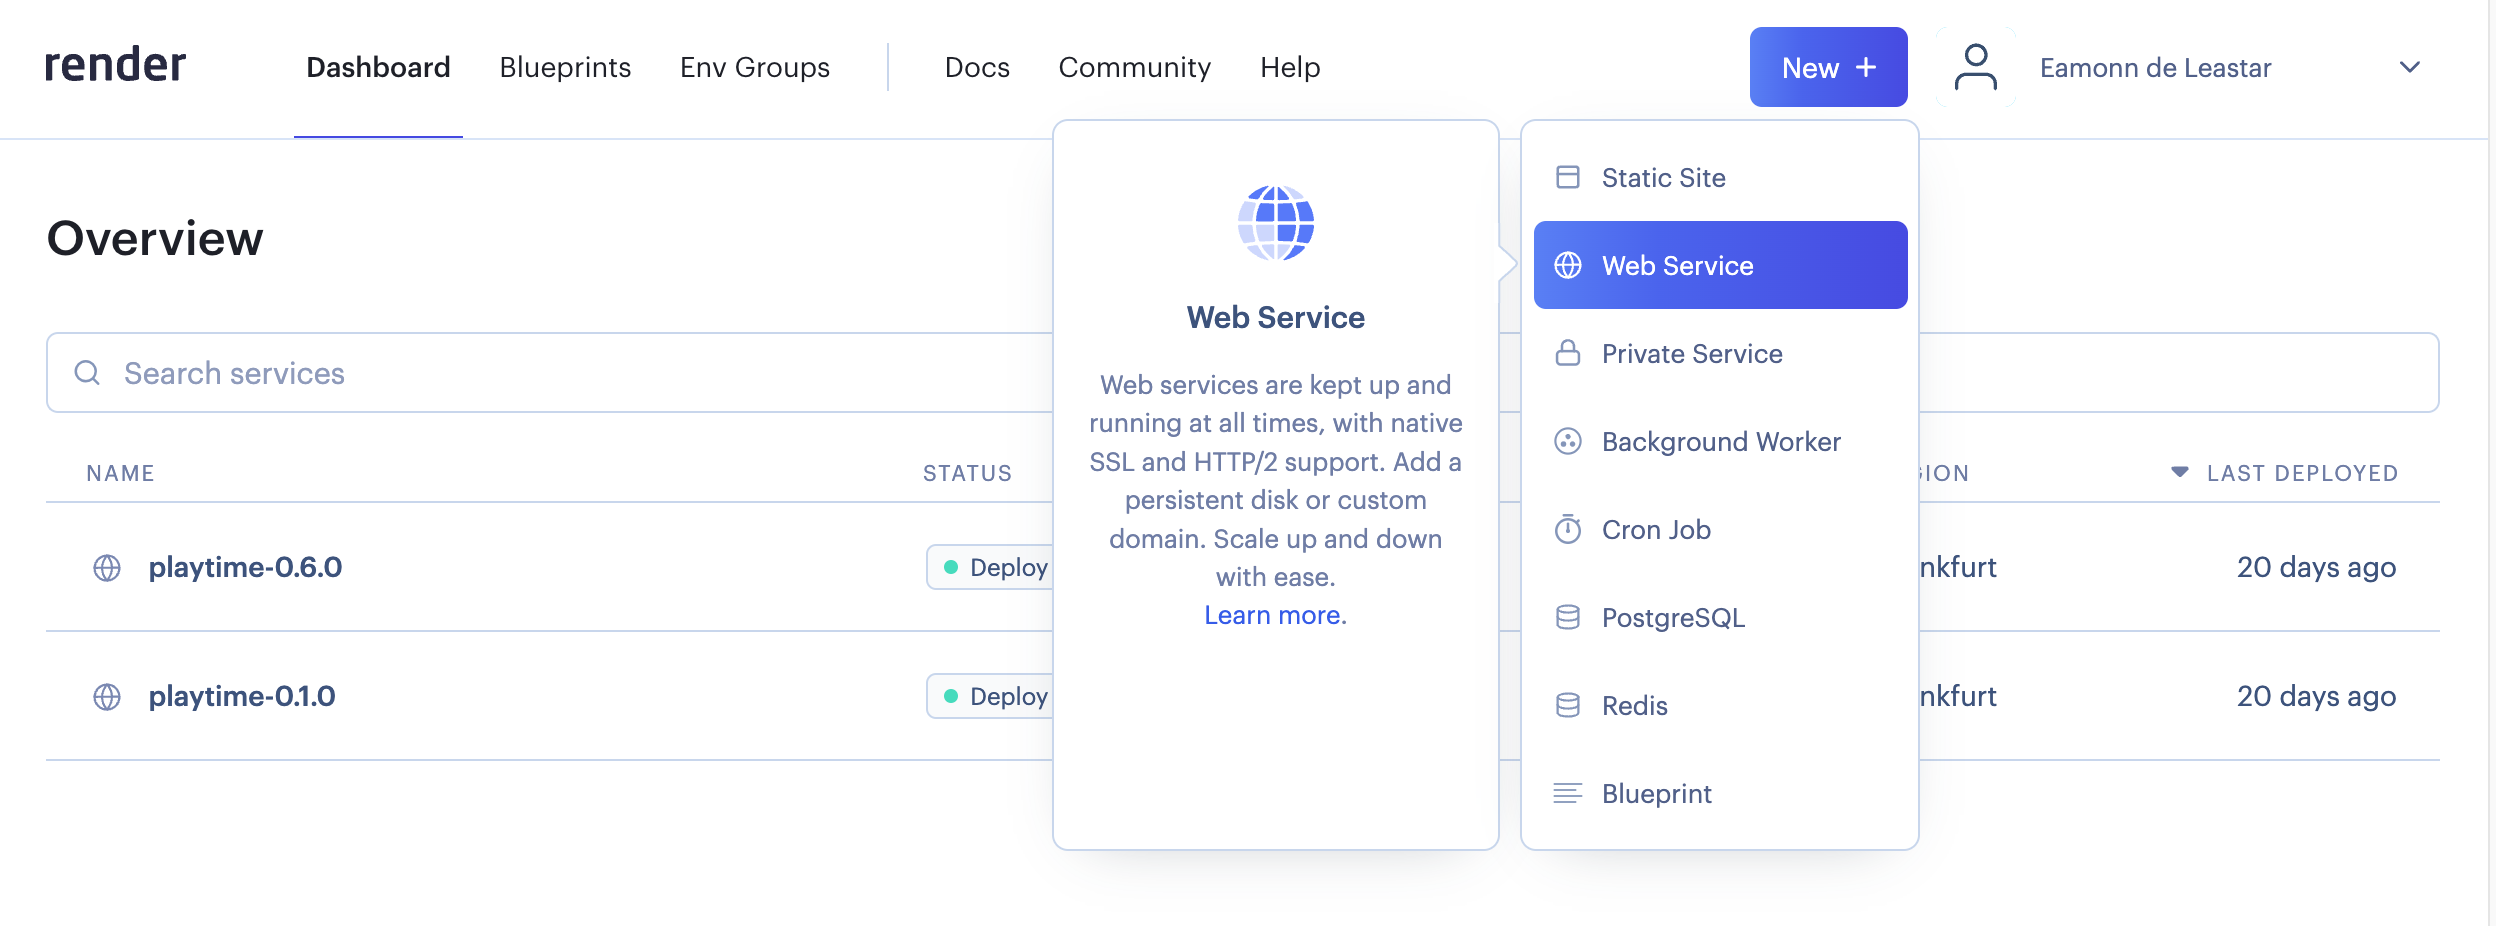 render Dashboard Blueprints Env Groups Docs Community Help New + Eamonn de Leastar
Overview
Search services
NAME STATUS LAST DEPLOYED
playtime-0.6.0 Deploy 20 days ago
playtime-0.1.0 Deploy 20 days ago
Web Service
Web services are kept up and
running at all times, with native
SSL and HTTP/2 support. Add a
persistent disk or custom
domain. Scale up and down
with ease.
Learn more.
Static Site
Web Service
Private Service
Background Worker
Cron Job
PostgreSQL
Redis
Blueprint